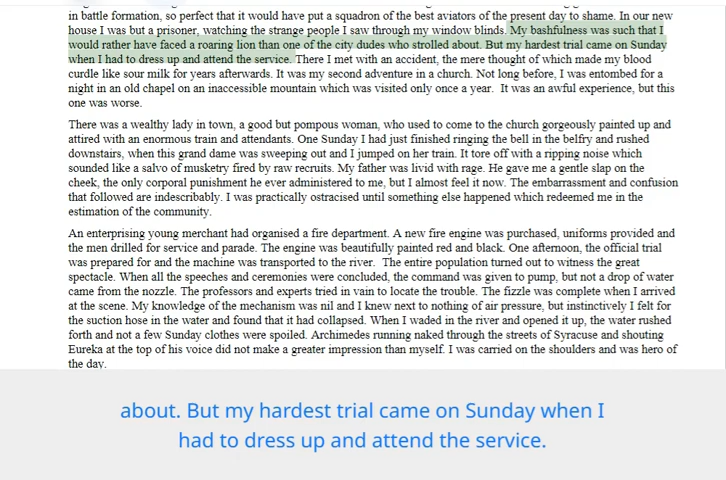 in battle formation, so perfect that it would have put a squadron of the best aviators of the present day to shame. In our new
house I was but a prisoner, watching the strange people I saw through my window blinds. My bashfulness was such that I
would rather have faced a roaring lion than one of the city dudes who strolled about. But my hardest trial came on Sunday
when I had to dress up and attend the service. There I met with an accident, the mere thought of which made my blood
curdle like sour milk for years afterwards. It was my second adventure in a church. Not long before, I was entombed for a
night in an old chapel on an inaccessible mountain which was visited only once a year. It was an awful experience, but this
one was worse.
There was a wealthy lady in town, a good but pompous woman, who used to come to the church gorgeously painted up and
attired with an enormous train and attendants. One Sunday I had just finished ringing the bell in the belfry and rushed
downstairs, when this grand dame was sweeping out and I jumped on her train. It tore off with a ripping noise which
sounded like a salvo of musketry fired by raw recruits. My father was livid with rage. He gave me a gentle slap on the
cheek, the only corporal punishment he ever administered to me, but I almost feel it now. The embarrassment and confusion
that followed are indescribably. I was practically ostracised until something else happened which redeemed me in the
estimation of the community.
An enterprising young merchant had organised a fire department. A new fire engine was purchased, uniforms provided and
the men drilled for service and parade. The engine was beautifully painted red and black. One afternoon, the official trial
was prepared for and the machine was transported to the river. The entire population turned out to witness the great
spectacle. When all the speeches and ceremonies were concluded, the command was given to pump, but not a drop of water
came from the nozzle. The professors and experts tried in vain to locate the trouble. The fizzle was complete when I arrived
at the scene. My knowledge of the mechanism was nil and I knew next to nothing of air pressure, but instinctively I felt for
the suction hose in the water and found that it had collapsed. When I waded in the river and opened it up, the water rushed
forth and not a few Sunday clothes were spoiled. Archimedes running naked through the streets of Syracuse and shouting
Eureka at the top of his voice did not make a greater impression than myself. I was carried on the shoulders and was hero of
the day.
about. But my hardest trial came on Sunday when I
had to dress up and attend the service.